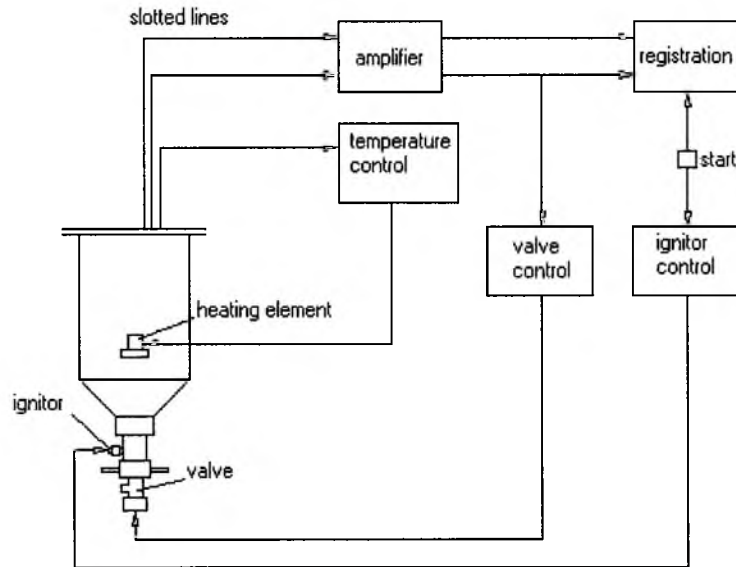 slotted lines
amplifier
registration
temperature
control
start
valve
control
ignitor
control
heating element
ignitor
valve